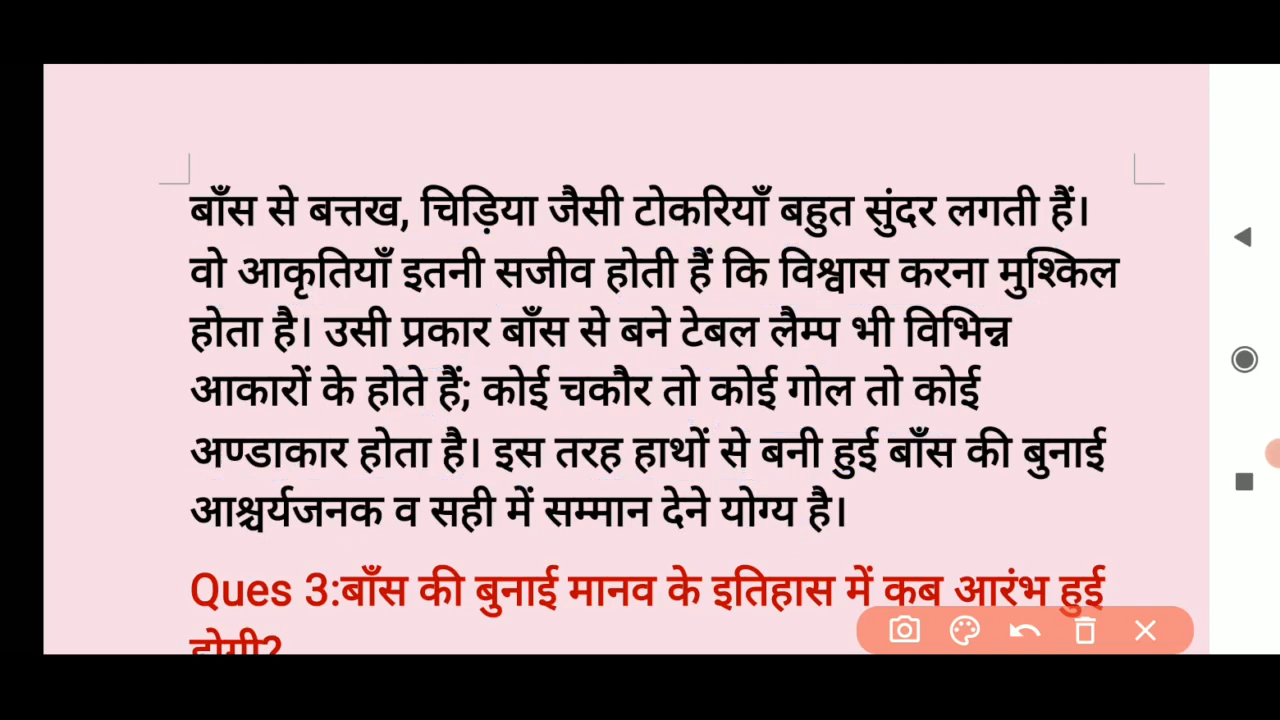 बाँस से बत्तख, चिड़िया जैसी टोकरियाँ बहुत सुंदर लगती हैं।
वो आकृतियाँ इतनी सजीव होती हैं कि विश्वास करना मुश्किल
होता है। उसी प्रकार बाँस से बने टेबल लैम्प भी विभिन्न
आकारों के होते हैं; कोई चकौर तो कोई गोल तो कोई
अण्डाकार होता है। इस तरह हाथों से बनी हुई बाँस की बुनाई
आश्चर्यजनक व सही में सम्मान देने योग्य है।
Ques 3:बाँस की बुनाई मानव के इतिहास में कब आरंभ हुई
होगी?